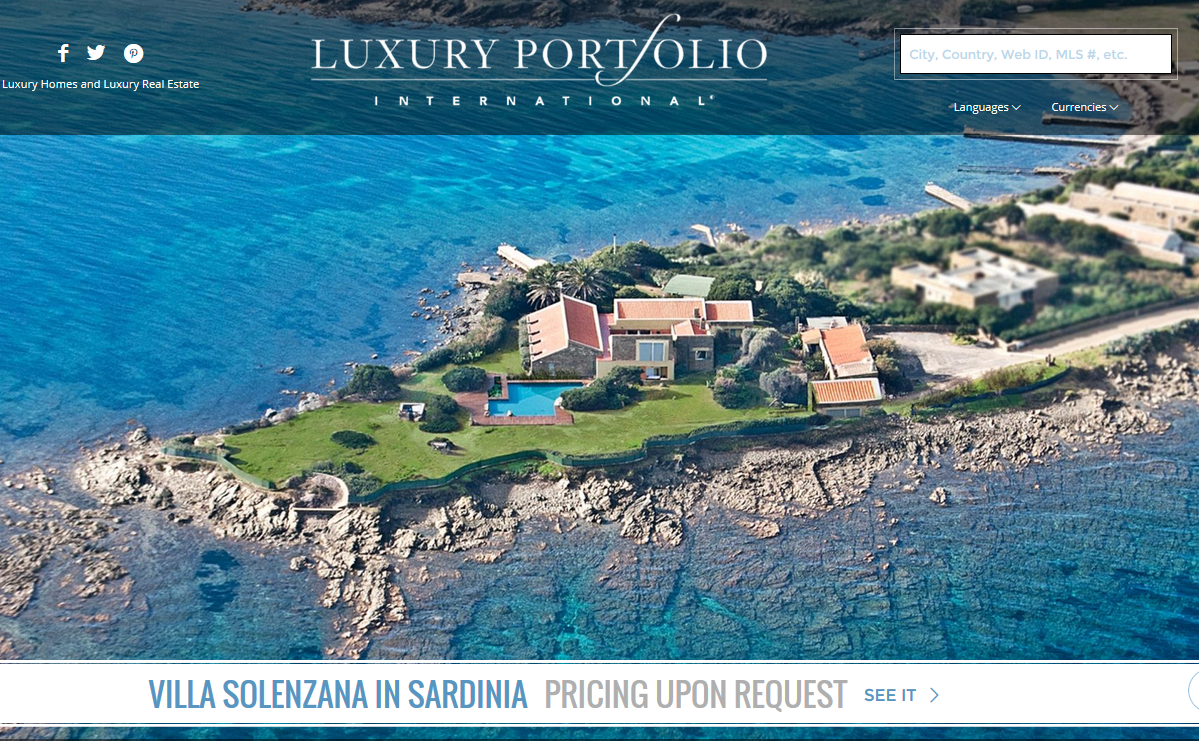 Luxury Homes and Luxury Real Estate
LUXURY PORTFOLIO
INTERNATIONAL
City, Country, Web ID, MLS #, etc.
Languages
Currencies
VILLA SOLENZANA IN SARDINIA PRICING UPON REQUEST SEE IT